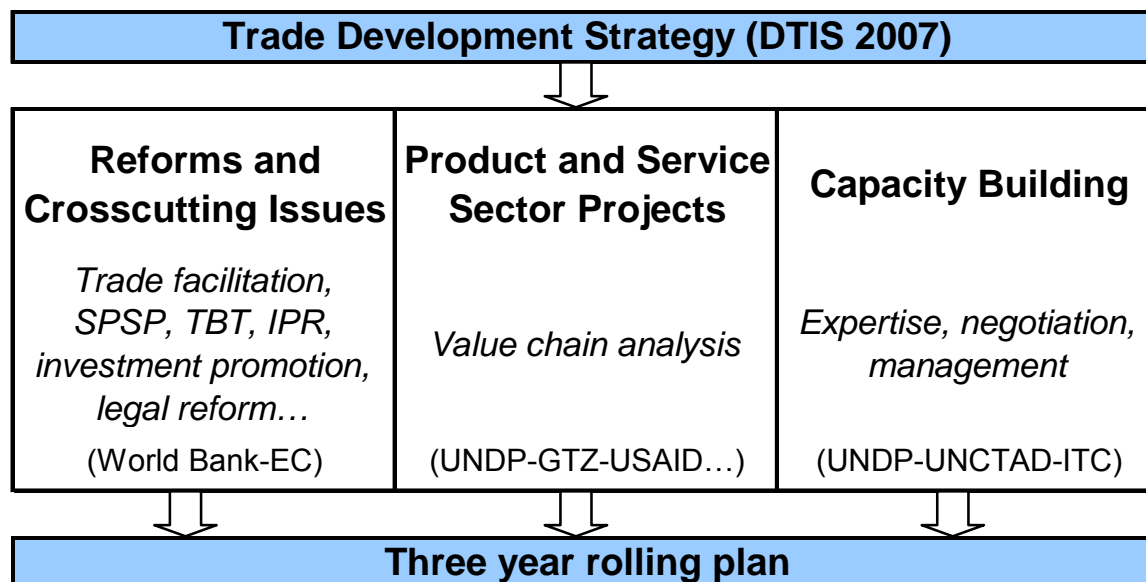 Trade Development Strategy (DTIS 2007)
Reforms and
Crosscutting Issues
Trade facilitation,
SPSP, TBT, IPR,
investment promotion,
legal reform…
(World Bank-EC)
Product and Service
Sector Projects
Value chain analysis
(UNDP-GTZ-USAID…)
Capacity Building
Expertise, negotiation,
management
(UNDP-UNCTAD-ITC)
Three year rolling plan